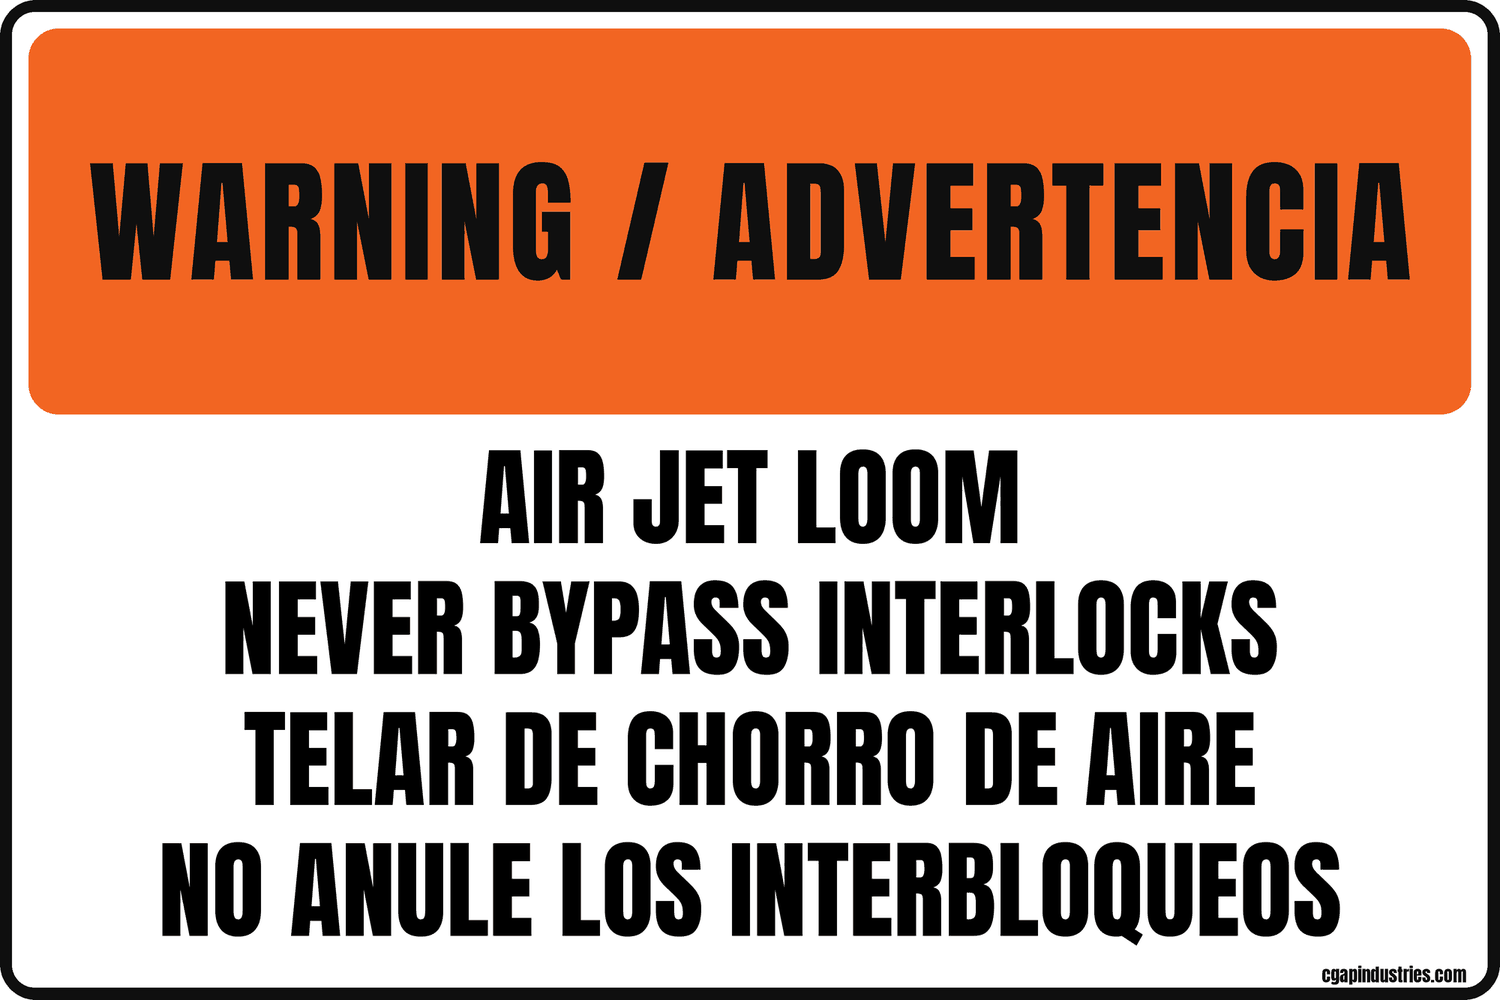 WARNING / ADVERTENCIA
AIR JET LOOM
NEVER BYPASS INTERLOCKS
TELAR DE CHORRO DE AIRE
NO ANULE LOS INTERBLOQUEOS
cgapindustries.com